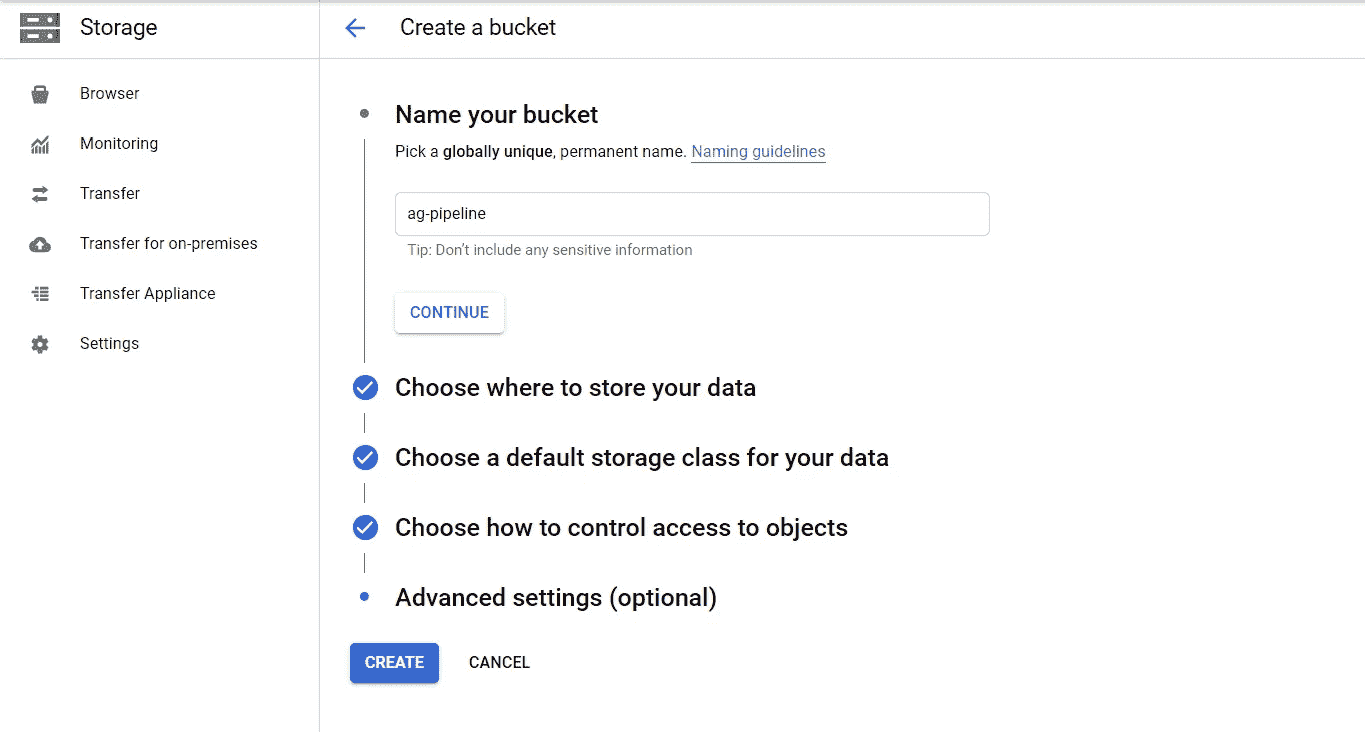 Storage
Create a bucket
Browser
Monitoring
Transfer
Transfer for on-premises
Transfer Appliance
Settings
Name your bucket
Pick a globally unique, permanent name. Naming guidelines
ag-pipeline
Tip: Don't include any sensitive information
CONTINUE
Choose where to store your data
Choose a default storage class for your data
Choose how to control access to objects
Advanced settings (optional)
CREATE CANCEL